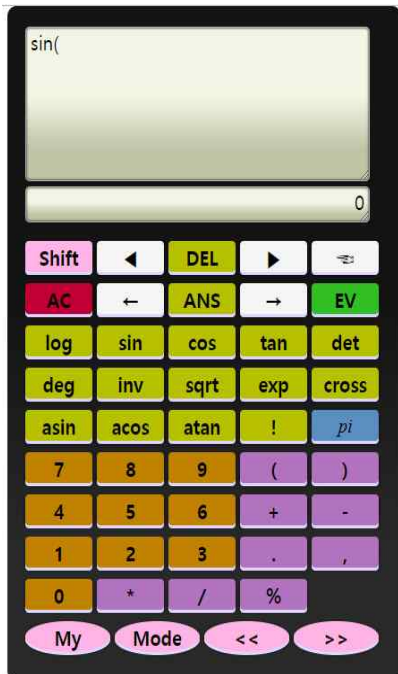 sin(
0
Shift ◀ DEL ▶ ☜
AC ← ANS → EV
log sin cos tan det
deg inv sqrt exp cross
asin acos atan ! pi
7 8 9 ( )
4 5 6 + -
1 2 3 . ,
0 * / %
My Mode << >>